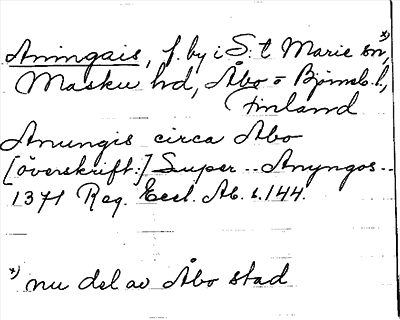 Aningais, f. by i S:t Marie sn, *)
Masku hd, Åbo o Björneb. l,
Finland
Anungis circa Åbo
[överskrift:] Super .. Anyngos ..
1371 Reg. Eccl. Ab. s. 144.
*) nu del av Åbo stad